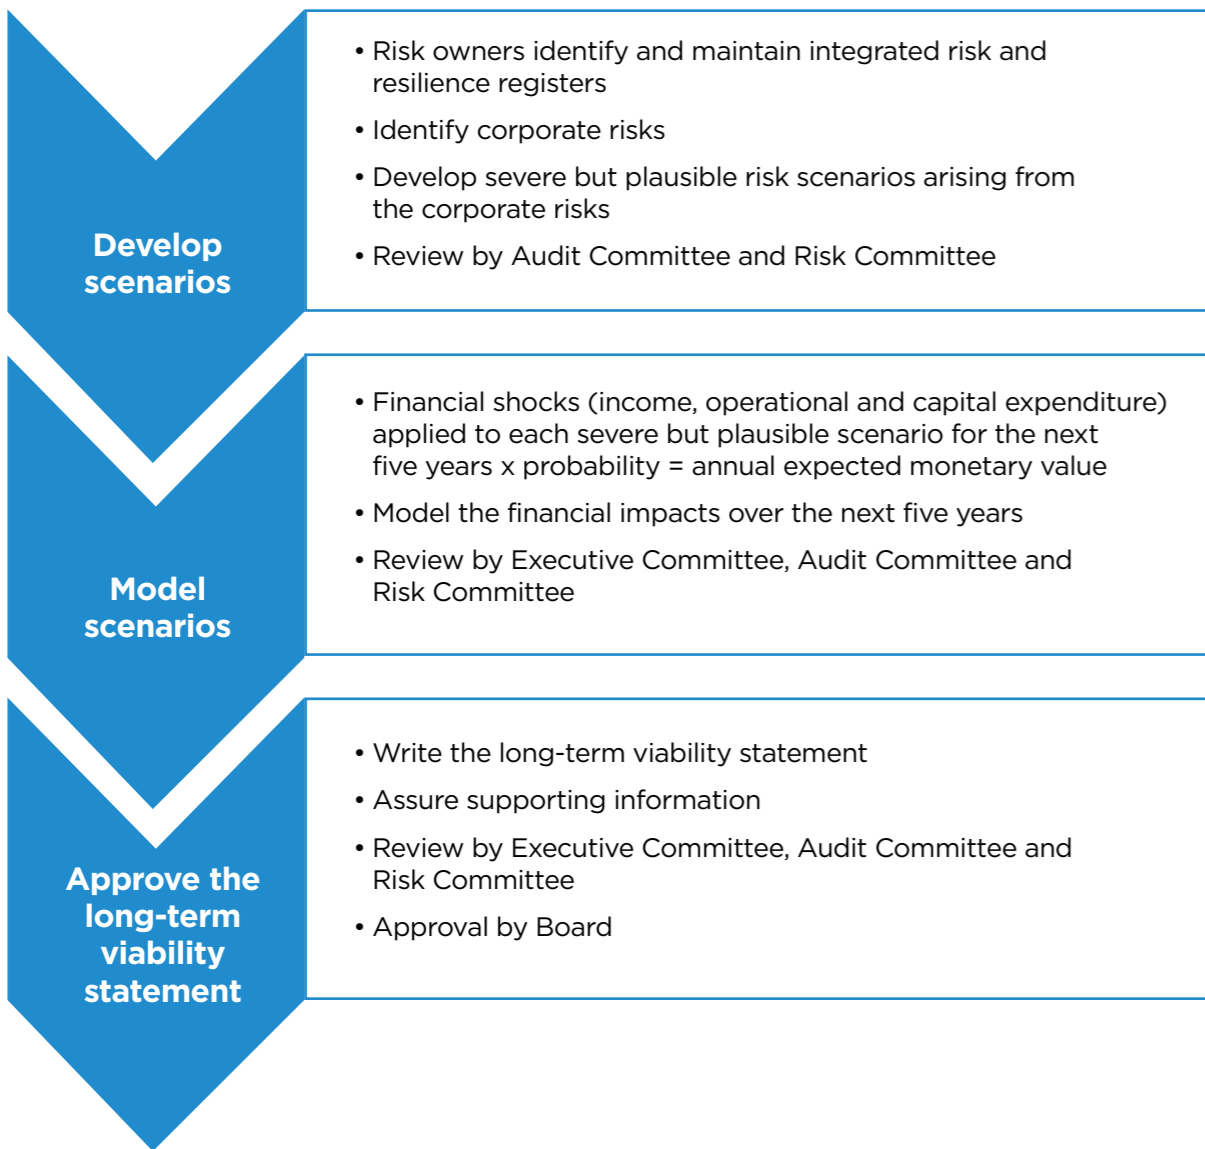 Develop
scenarios
• Risk owners identify and maintain integrated risk and
resilience registers
• Identify corporate risks
• Develop severe but plausible risk scenarios arising from
the corporate risks
• Review by Audit Committee and Risk Committee
Model
scenarios
• Financial shocks (income, operational and capital expenditure)
applied to each severe but plausible scenario for the next
five years x probability = annual expected monetary value
• Model the financial impacts over the next five years
• Review by Executive Committee, Audit Committee and
Risk Committee
Approve the
long-term
viability
statement
• Write the long-term viability statement
• Assure supporting information
• Review by Executive Committee, Audit Committee and
Risk Committee
• Approval by Board